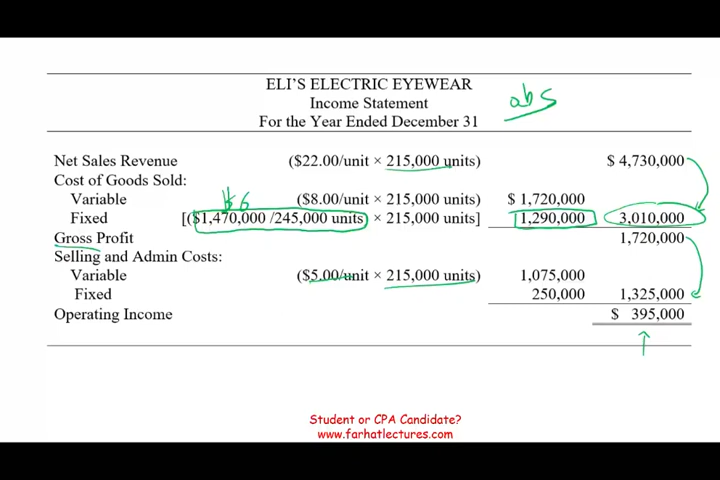 ELI'S ELECTRIC EYEWEAR
Income Statement
For the Year Ended December 31
abs
Net Sales Revenue ($22.00/unit × 215,000 units) $ 4,730,000
Cost of Goods Sold:
$6
Variable ($8.00/unit × 215,000 units) $ 1,720,000
Fixed [($1,470,000 /245,000 units) × 215,000 units] 1,290,000 3,010,000
Gross Profit 1,720,000
Selling and Admin Costs:
Variable ($5.00/unit × 215,000 units) 1,075,000
Fixed 250,000 1,325,000
Operating Income $ 395,000
Student or CPA Candidate?
www.farhatlectures.com